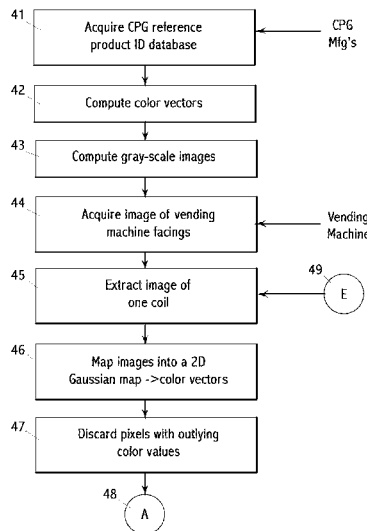 41
Acquire CPG reference
product ID database
CPG
Mfg's
42
Compute color vectors
43
Compute gray-scale images
44
Acquire image of vending
machine facings
Vending
Machine
45
Extract image of
one coil
49
E
46
Map images into a 2D
Gaussian map ->color vectors
47
Discard pixels with outlying
color values
48
A